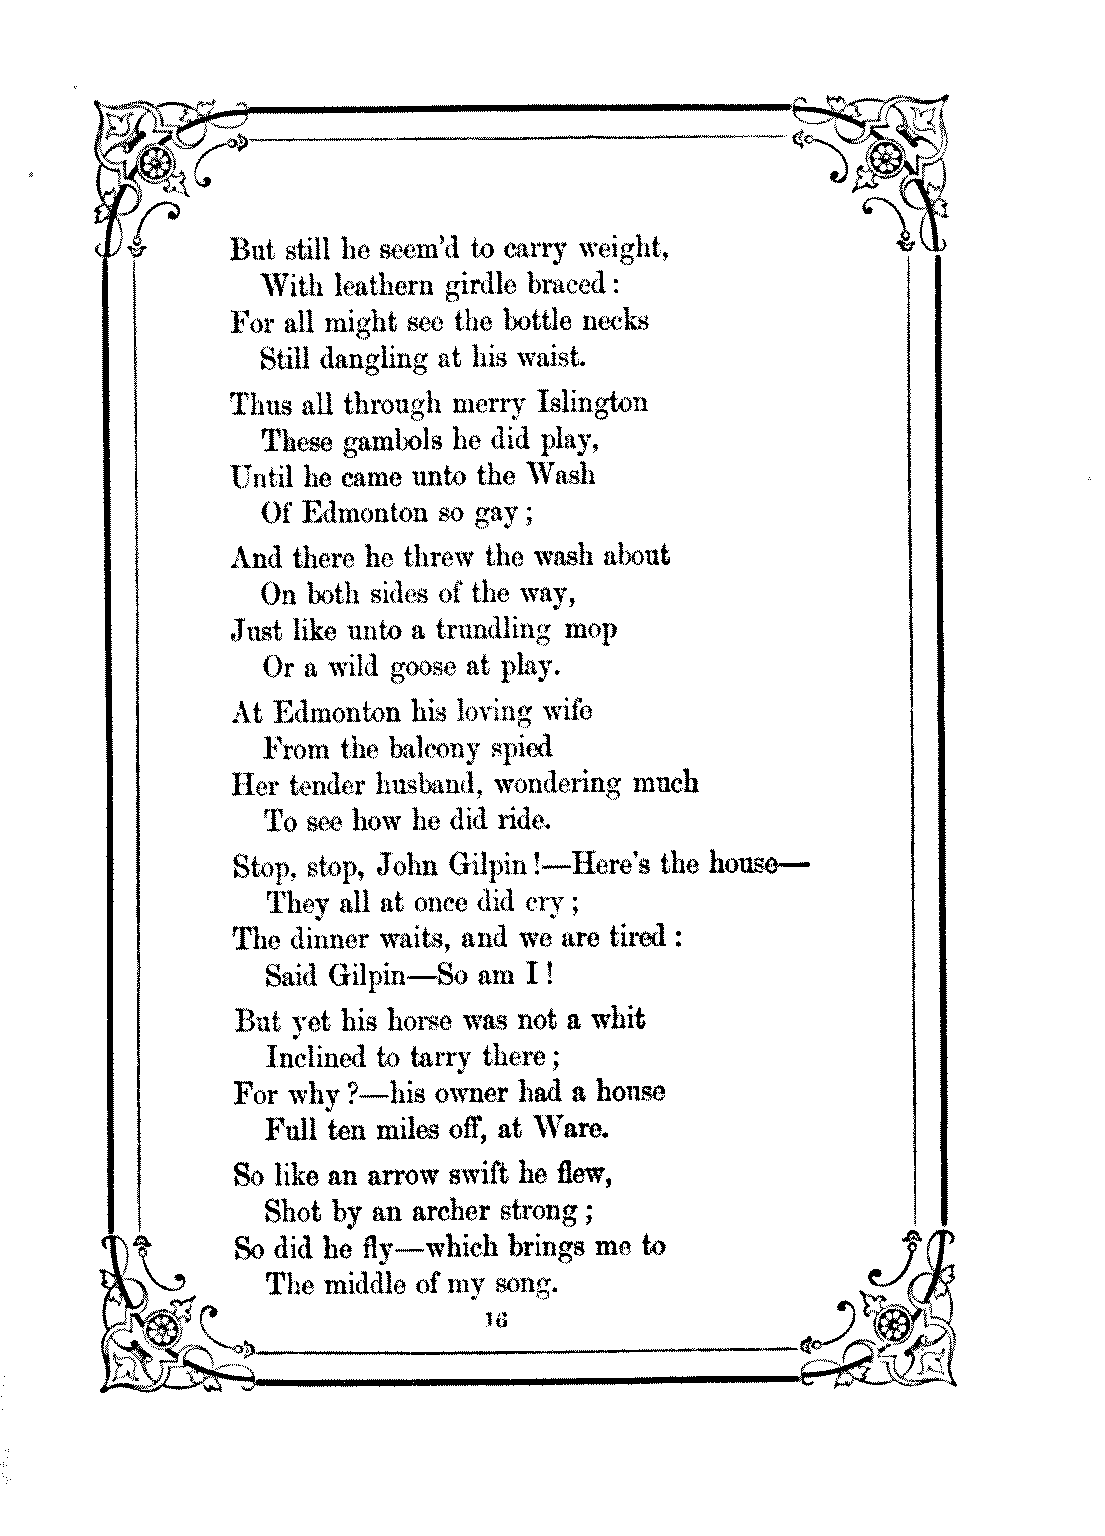 But still he seem'd to carry weight,
With leathern girdle braced :
For all might see the bottle necks
Still dangling at his waist.
Thus all through merry Islington
These gambols he did play,
Until he came unto the Wash
Of Edmonton so gay ;
And there he threw the wash about
On both sides of the way,
Just like unto a trundling mop
Or a wild goose at play.
At Edmonton his loving wife
From the balcony spied
Her tender husband, wondering much
To see how he did ride.
Stop, stop, John Gilpin !—Here's the house—
They all at once did cry ;
The dinner waits, and we are tired :
Said Gilpin—So am I !
But yet his horse was not a whit
Inclined to tarry there ;
For why ?—his owner had a house
Full ten miles off, at Ware.
So like an arrow swift he flew,
Shot by an archer strong ;
So did he fly—which brings me to
The middle of my song.
16